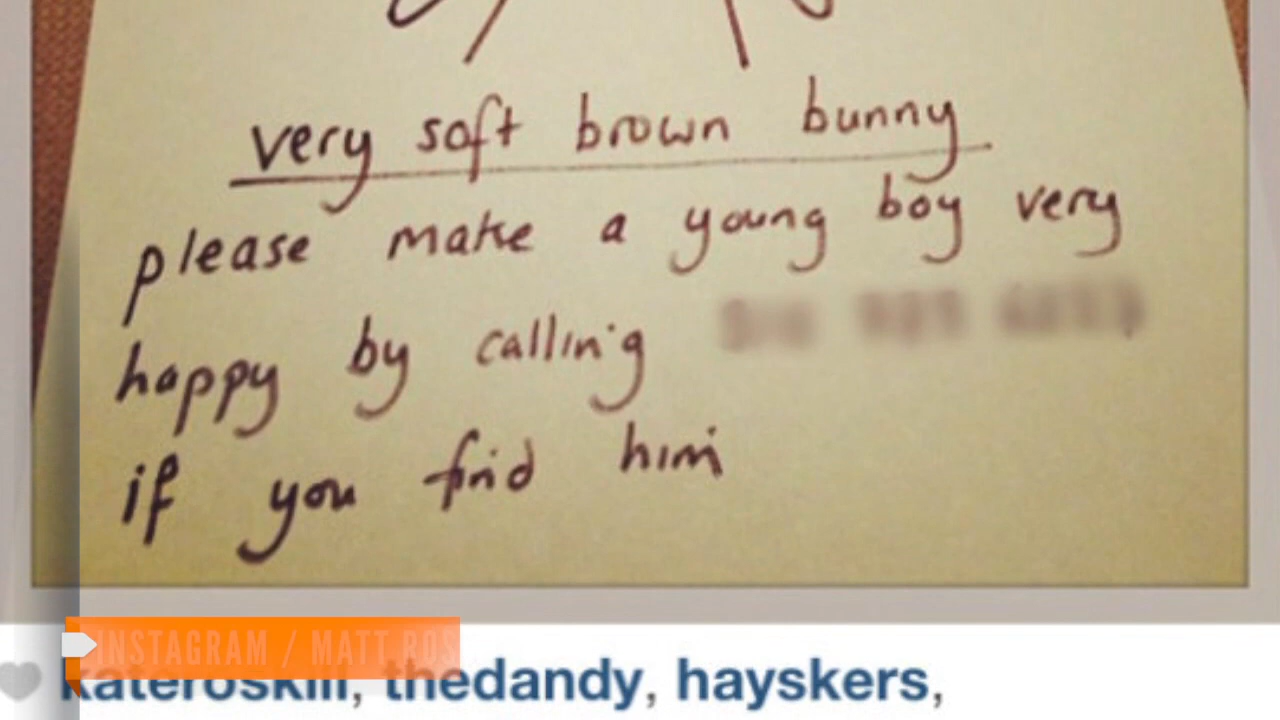 very soft brown bunny
please make a young boy very
happy by calling
if you find him
INSTAGRAM / MATT ROS
kateroskill, thedandy, hayskers,